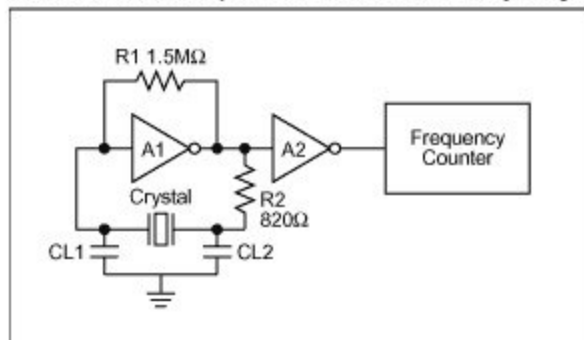 R1 1.5MΩ
A1
A2
Frequency
Counter
Crystal
R2
820Ω
CL1
CL2